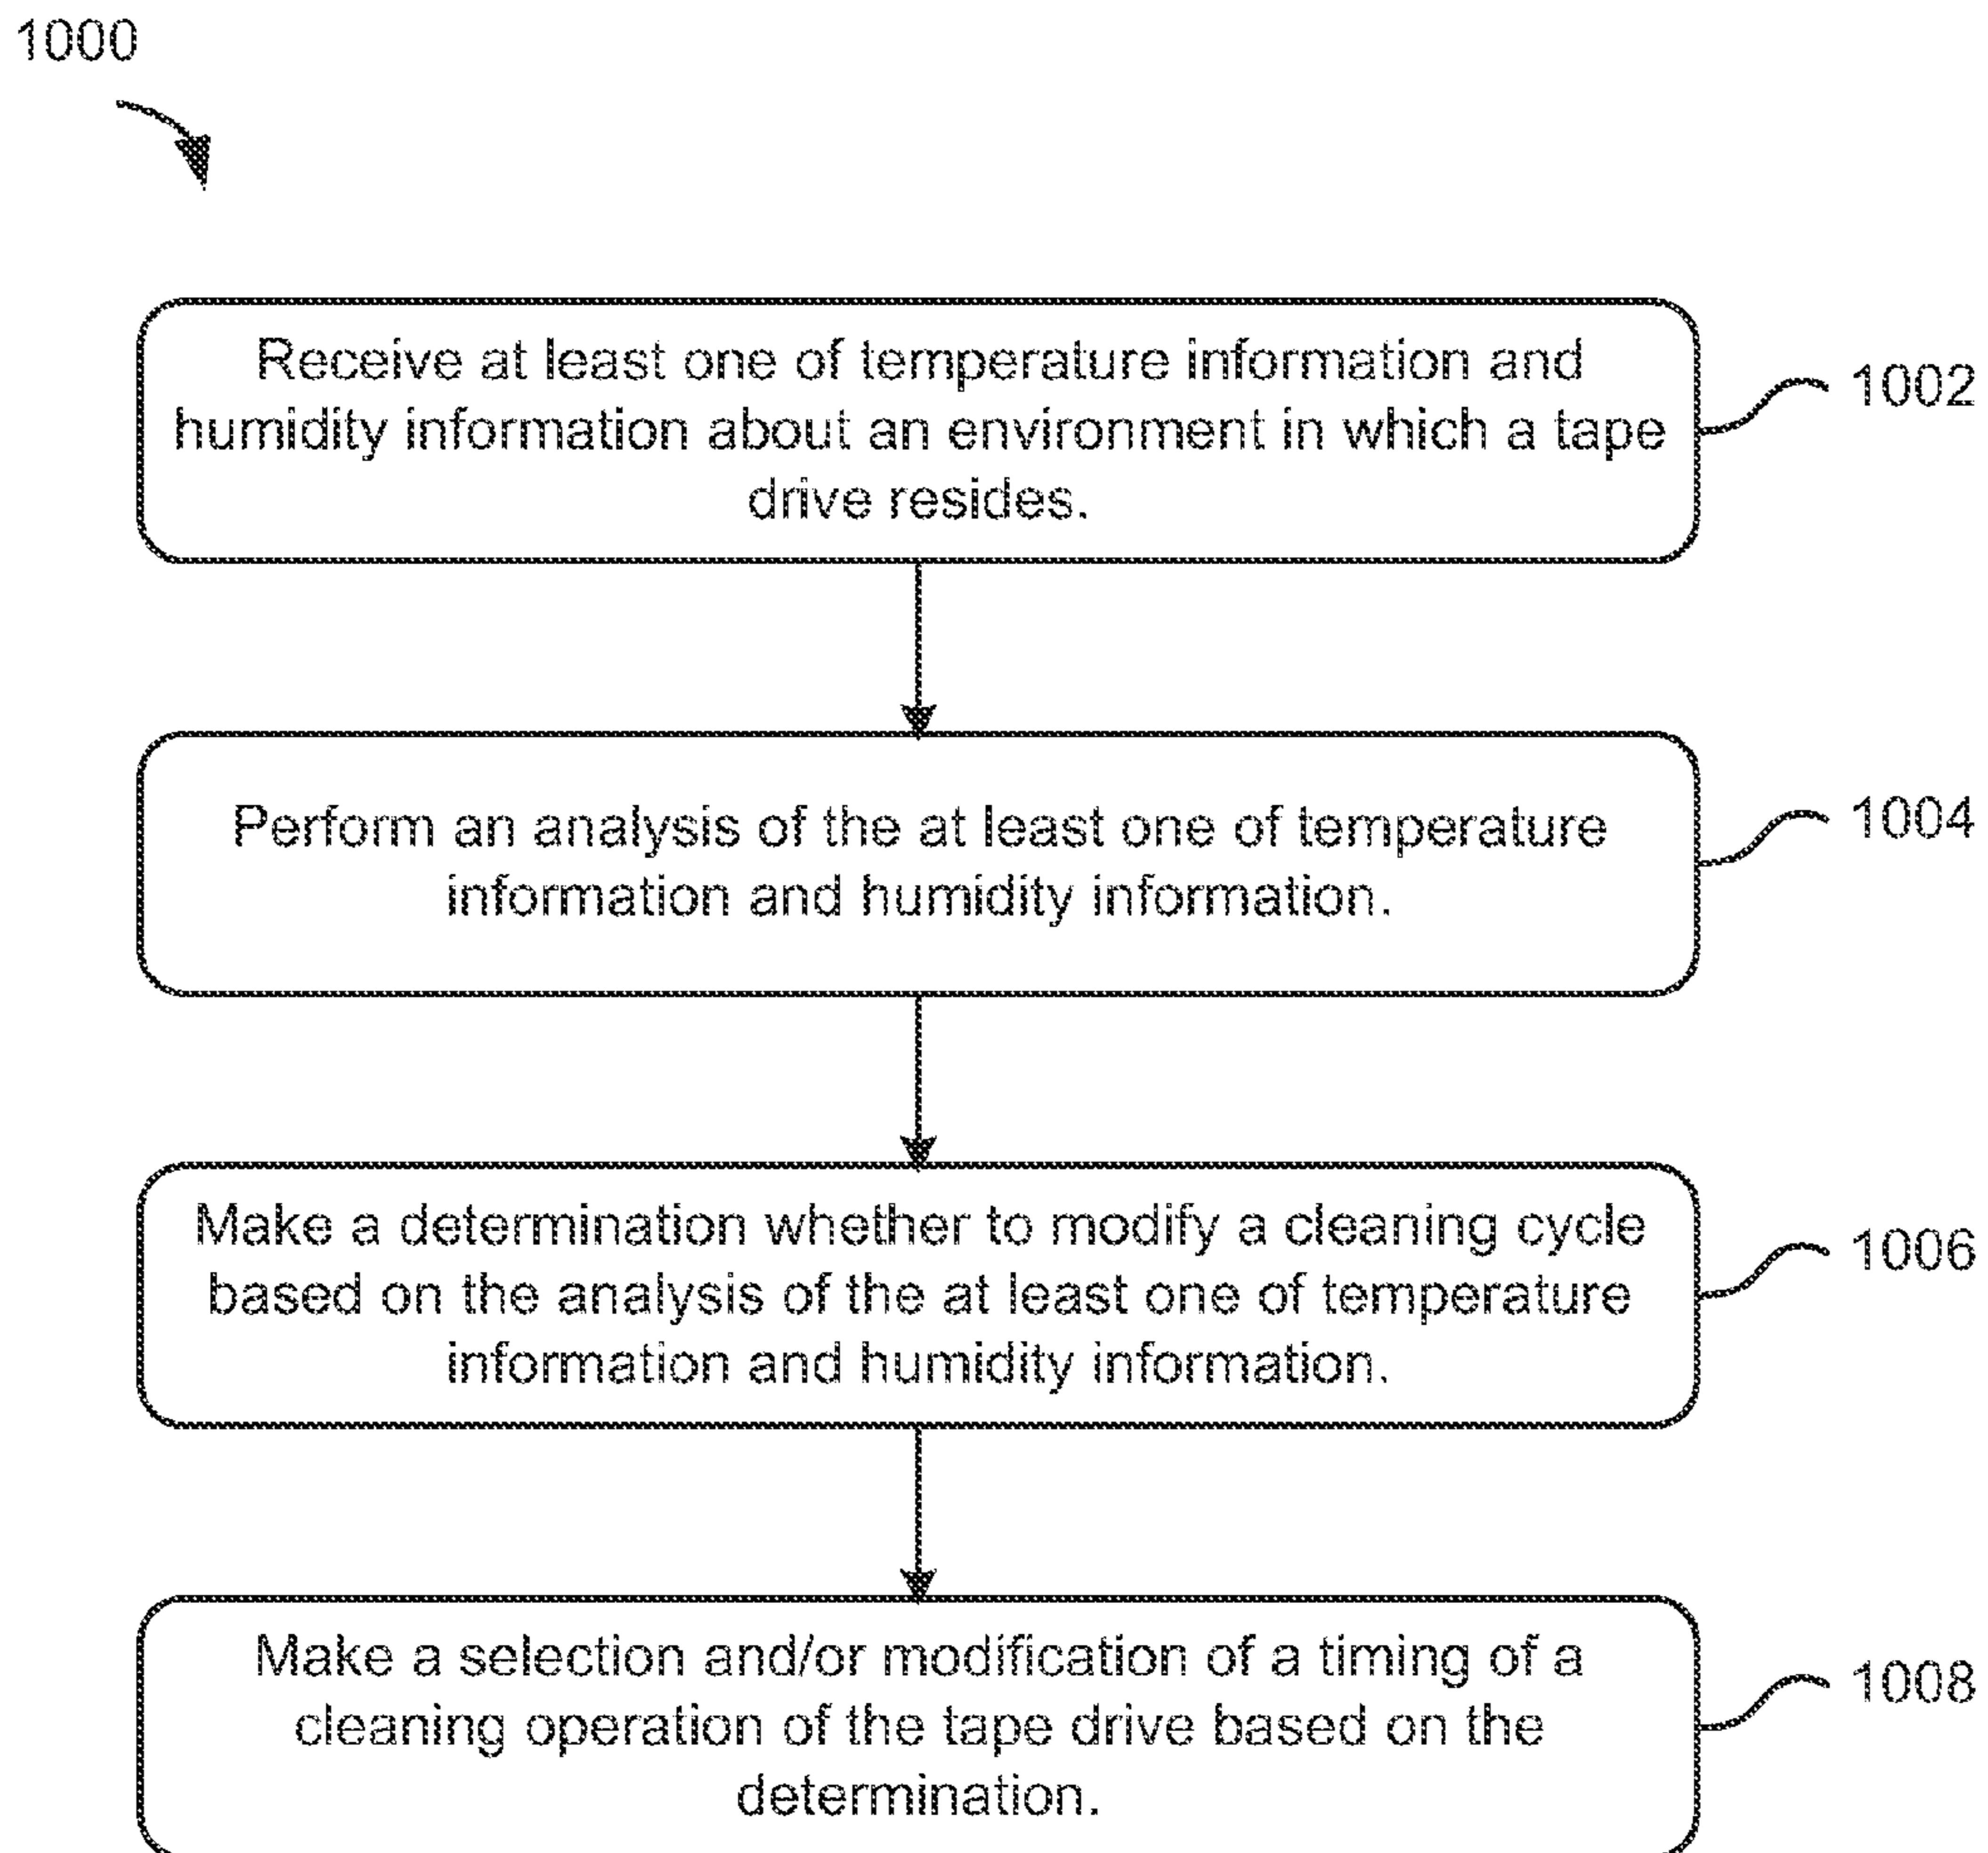 1000
Receive at least one of temperature information and
humidity information about an environment in which a tape
drive resides.
1002
Perform an analysis of the at least one of temperature
information and humidity information.
1004
Make a determination whether to modify a cleaning cycle
based on the analysis of the at least one of temperature
information and humidity information.
1006
Make a selection and/or modification of a timing of a
cleaning operation of the tape drive based on the
determination.
1008